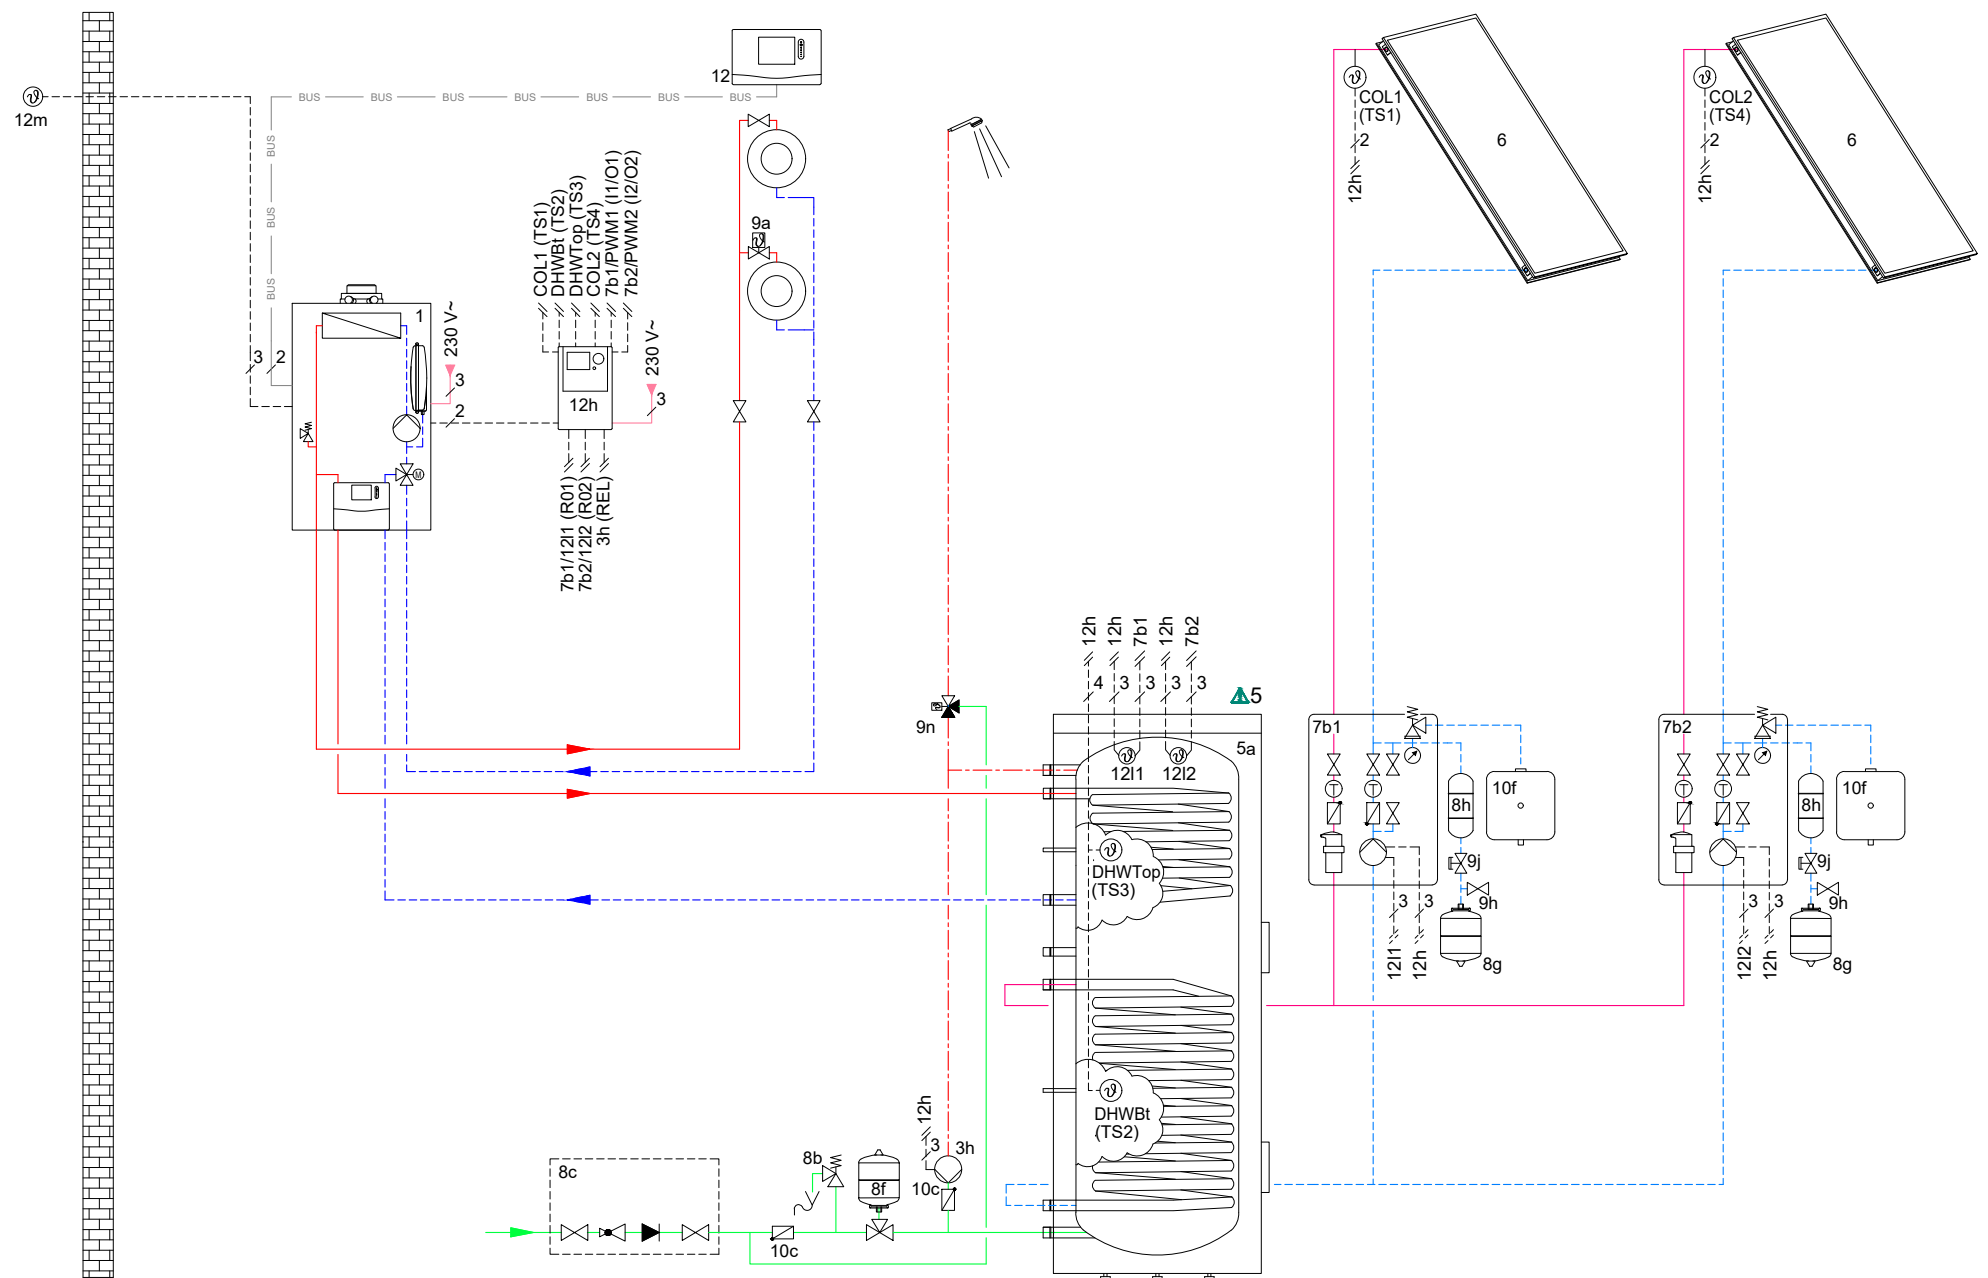 12
BUS BUS BUS BUS BUS BUS BUS
12m
BUS
BUS
BUS
COL1
(TS1)
2
12h
6
COL2
(TS4)
2
12h
6
COL1 (TS1)
DHWBt (TS2)
DHWTop (TS3)
COL2 (TS4)
7b1/PWM1 (I1/O1)
7b2/PWM2 (I2/O2)
9a
1
230 V~
3
2
3
2
230 V~
3
12h
M
7b1/12l1 (R01)
7b2/12l2 (R02)
3h (REL)
12h
12h
7b1
12h
7b2
4
3
3
3
3
5
9n
5a
12l1
12l2
7b1
T
T
8h
10f
9j
9h
8g
3
3
12l1
12h
7b2
T
T
8h
10f
9j
9h
8g
3
3
12l2
12h
DHWTop
(TS3)
DHWBt
(TS2)
12h
3
3h
8c
8b
8f
10c
10c